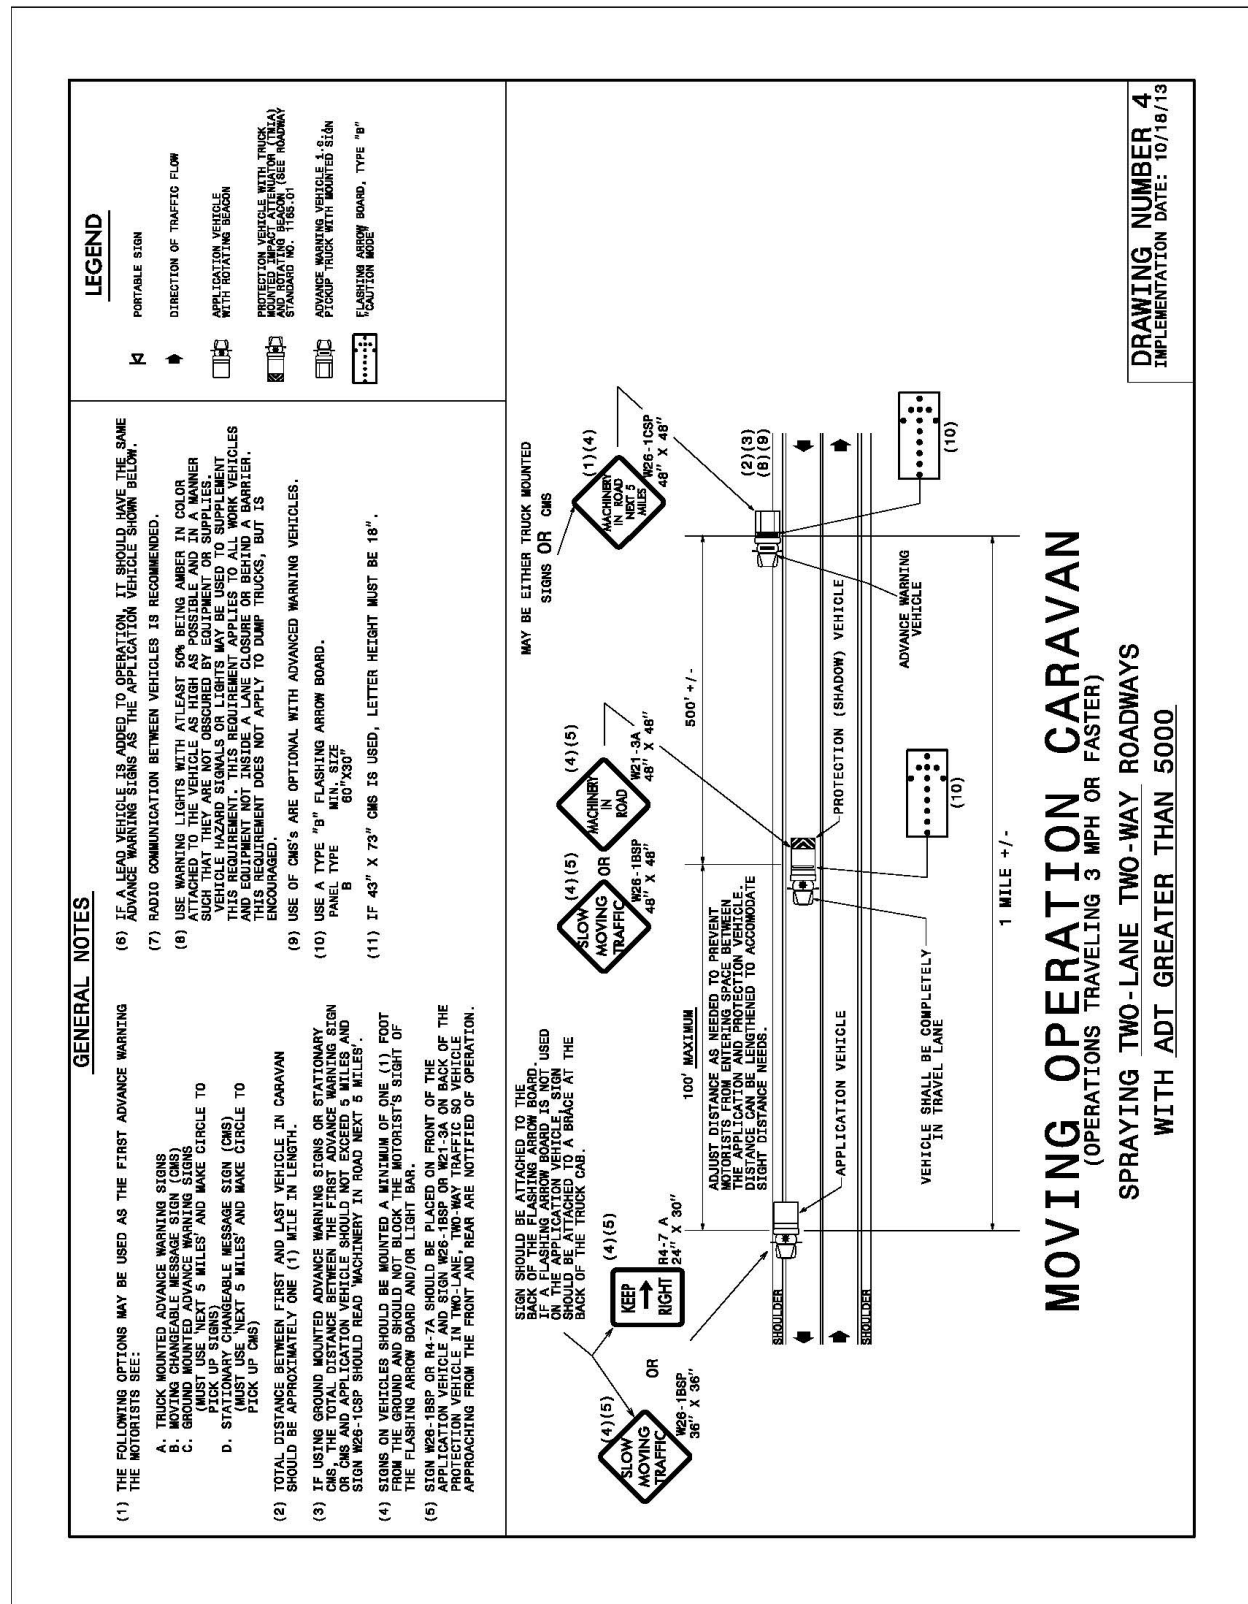 GENERAL NOTES
(1) THE FOLLOWING OPTIONS MAY BE USED AS THE FIRST ADVANCE WARNING
THE MOTORISTS SEE:
A. TRUCK MOUNTED ADVANCE WARNING SIGNS
B. MOVING CHANGEABLE MESSAGE SIGN (CMS)
C. GROUND MOUNTED ADVANCE WARNING SIGNS
(MUST USE 'NEXT 5 MILES' AND MAKE CIRCLE TO
PICK UP SIGNS)
D. STATIONARY CHANGEABLE MESSAGE SIGN (CMS)
(MUST USE 'NEXT 5 MILES' AND MAKE CIRCLE TO
PICK UP CMS)
(2) TOTAL DISTANCE BETWEEN FIRST AND LAST VEHICLE IN CARAVAN
SHOULD BE APPROXIMATELY ONE (1) MILE IN LENGTH.
(3) IF USING GROUND MOUNTED ADVANCE WARNING SIGNS OR STATIONARY
CMS, THE TOTAL DISTANCE BETWEEN THE FIRST ADVANCE WARNING SIGN
OR CMS AND APPLICATION VEHICLE SHOULD NOT EXCEED 5 MILES AND
SIGN W26-1CSP SHOULD READ 'MACHINERY IN ROAD NEXT 5 MILES'.
(4) SIGNS ON VEHICLES SHOULD BE MOUNTED A MINIMUM OF ONE (1) FOOT
FROM THE GROUND AND SHOULD NOT BLOCK THE MOTORIST'S SIGHT OF
THE FLASHING ARROW BOARD AND/OR LIGHT BAR.
(5) SIGN W26-1BSP OR R4-7A SHOULD BE PLACED ON FRONT OF THE
APPLICATION VEHICLE AND SIGN W26-1BSP OR W21-3A ON BACK OF THE
PROTECTION VEHICLE IN TWO-LANE, TWO-WAY TRAFFIC SO VEHICLE
APPROACHING FROM THE FRONT AND REAR ARE NOTIFIED OF OPERATION.
(6) IF A LEAD VEHICLE IS ADDED TO OPERATION, IT SHOULD HAVE THE SAME
ADVANCE WARNING SIGNS AS THE APPLICATION VEHICLE SHOWN BELOW.
(7) RADIO COMMUNICATION BETWEEN VEHICLES IS RECOMMENDED.
(8) USE WARNING LIGHTS WITH ATLEAST 50% BEING AMBER IN COLOR
ATTACHED TO THE VEHICLE AS HIGH AS POSSIBLE AND IN A MANNER
SUCH THAT THEY ARE NOT OBSCURED BY EQUIPMENT OR SUPPLIES.
VEHICLE HAZARD SIGNALS OR LIGHTS MAY BE USED TO SUPPLEMENT
THIS REQUIREMENT. THIS REQUIREMENT APPLIES TO ALL WORK VEHICLES
AND EQUIPMENT NOT INSIDE A LANE CLOSURE OR BEHIND A BARRIER.
THIS REQUIREMENT DOES NOT APPLY TO DUMP TRUCKS, BUT IS
ENCOURAGED.
(9) USE OF CMS's ARE OPTIONAL WITH ADVANCED WARNING VEHICLES.
(10) USE A TYPE "B" FLASHING ARROW BOARD.
PANEL TYPE MIN. SIZE
B 60"X30"
(11) IF 43" X 73" CMS IS USED, LETTER HEIGHT MUST BE 18".
LEGEND
PORTABLE SIGN
DIRECTION OF TRAFFIC FLOW
APPLICATION VEHICLE
WITH ROTATING BEACON
PROTECTION VEHICLE WITH TRUCK
MOUNTED IMPACT ATTENUATOR (TMIA)
AND ROTATING BEACON (SEE ROADWAY
STANDARD NO. 1165.01
ADVANCE WARNING VEHICLE i.e.
PICKUP TRUCK WITH MOUNTED SIGN
FLASHING ARROW BOARD, TYPE "B"
"CAUTION MODE"
SIGN SHOULD BE ATTACHED TO THE
BACK OF THE FLASHING ARROW BOARD.
IF A FLASHING ARROW BOARD IS NOT USED
ON THE APPLICATION VEHICLE, SIGN
SHOULD BE ATTACHED TO A BRACE AT THE
BACK OF THE TRUCK CAB.
(4)(5)
SLOW
MOVING
TRAFFIC
W26-1BSP
36" X 36"
OR
(4)(5)
KEEP
RIGHT
R4-7 A
24" X 30"
(4)(5)
SLOW
MOVING
TRAFFIC
W26-1BSP
48" X 48"
OR
(4)(5)
MACHINERY
IN
ROAD
W21-3A
48" X 48"
MAY BE EITHER TRUCK MOUNTED
SIGNS OR CMS
(1)(4)
MACHINERY
IN ROAD
NEXT 5
MILES
W26-1CSP
48" X 48"
100' MAXIMUM
ADJUST DISTANCE AS NEEDED TO PREVENT
MOTORISTS FROM ENTERING SPACE BETWEEN
THE APPLICATION AND PROTECTION VEHICLE.
DISTANCE CAN BE LENGTHENED TO ACCOMODATE
SIGHT DISTANCE NEEDS.
500' +/-
(2)(3)
(8)(9)
SHOULDER
SHOULDER
APPLICATION VEHICLE
PROTECTION (SHADOW) VEHICLE
ADVANCE WARNING
VEHICLE
VEHICLE SHALL BE COMPLETELY
IN TRAVEL LANE
(10)
(10)
1 MILE +/-
MOVING OPERATION CARAVAN
(OPERATIONS TRAVELING 3 MPH OR FASTER)
SPRAYING TWO-LANE TWO-WAY ROADWAYS
WITH ADT GREATER THAN 5000
DRAWING NUMBER 4
IMPLEMENTATION DATE: 10/18/13